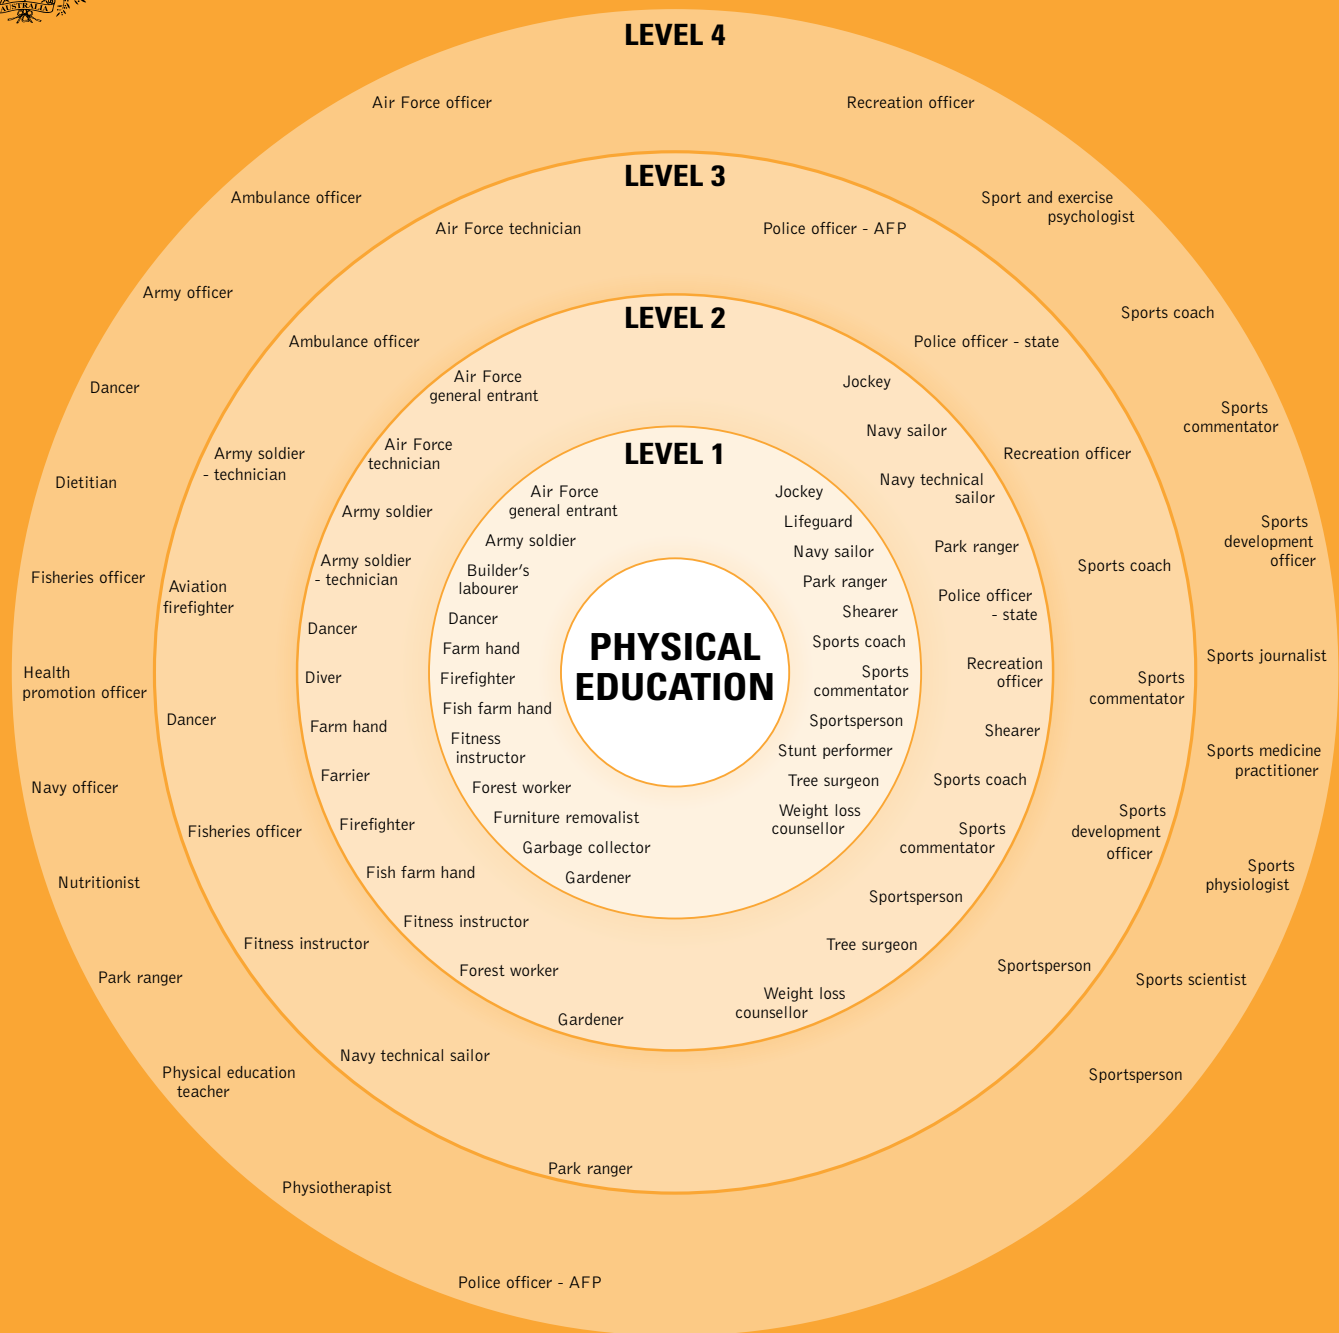 AUSTRALIA
LEVEL 4
Air Force officer
Ambulance officer
Army officer
Dancer
Dietitian
Fisheries officer
Health
promotion officer
Navy officer
Nutritionist
Park ranger
Physical education
teacher
Physiotherapist
Police officer - AFP
Recreation officer
Sport and exercise
psychologist
Sports coach
Sports
commentator
Sports
development
officer
Sports journalist
Sports medicine
practitioner
Sports
physiologist
Sports scientist
Sportsperson
LEVEL 3
Air Force technician
Ambulance officer
Army soldier
- technician
Aviation
firefighter
Dancer
Fisheries officer
Fitness instructor
Navy technical sailor
Park ranger
Police officer - AFP
Police officer - state
Recreation officer
Sports coach
Sports
commentator
Sports
development
officer
Sportsperson
LEVEL 2
Air Force
general entrant
Air Force
technician
Army soldier
Army soldier
- technician
Dancer
Diver
Farm hand
Farrier
Firefighter
Fish farm hand
Fitness instructor
Forest worker
Gardener
Jockey
Navy sailor
Navy technical
sailor
Park ranger
Police officer
- state
Recreation
officer
Shearer
Sports coach
Sports
commentator
Sportsperson
Tree surgeon
Weight loss
counsellor
LEVEL 1
Air Force
general entrant
Army soldier
Builder's
labourer
Dancer
Farm hand
Firefighter
Fish farm hand
Fitness
instructor
Forest worker
Furniture removalist
Garbage collector
Gardener
Jockey
Lifeguard
Navy sailor
Park ranger
Shearer
Sports coach
Sports
commentator
Sportsperson
Stunt performer
Tree surgeon
Weight loss
counsellor
PHYSICAL
EDUCATION